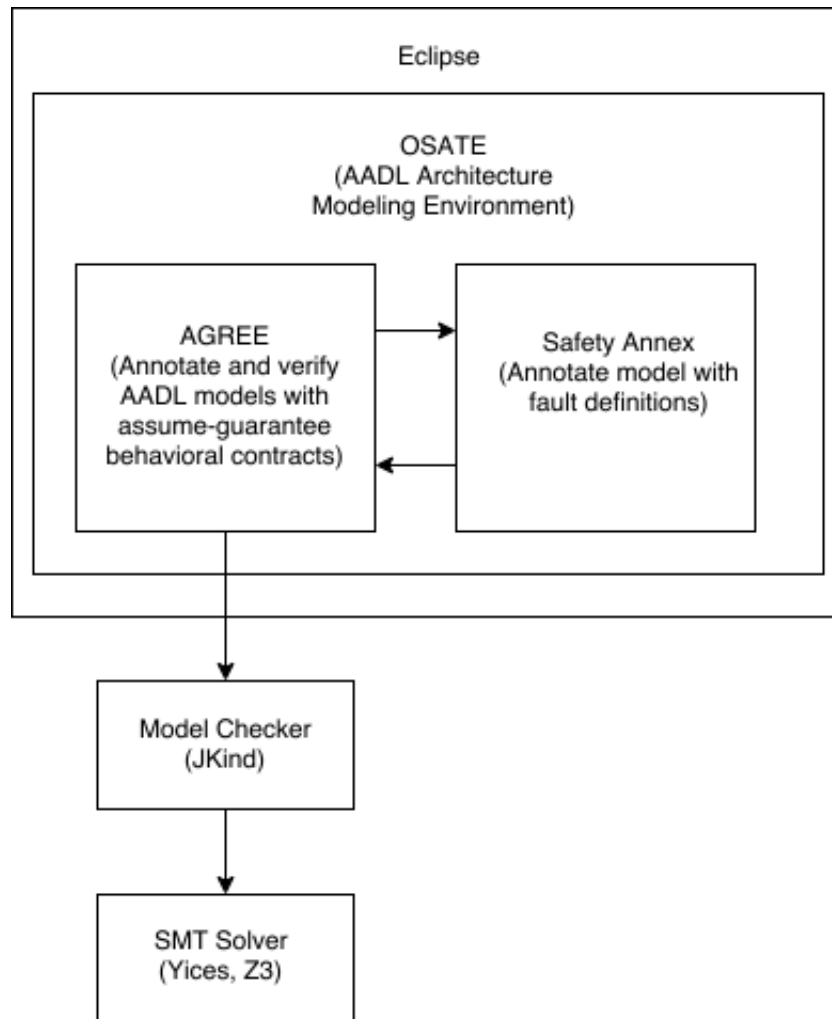 Eclipse
OSATE
(AADL Architecture
Modeling Environment)
AGREE
(Annotate and verify
AADL models with
assume-guarantee
behavioral contracts)
Safety Annex
(Annotate model with
fault definitions)
Model Checker
(JKind)
SMT Solver
(Yices, Z3)